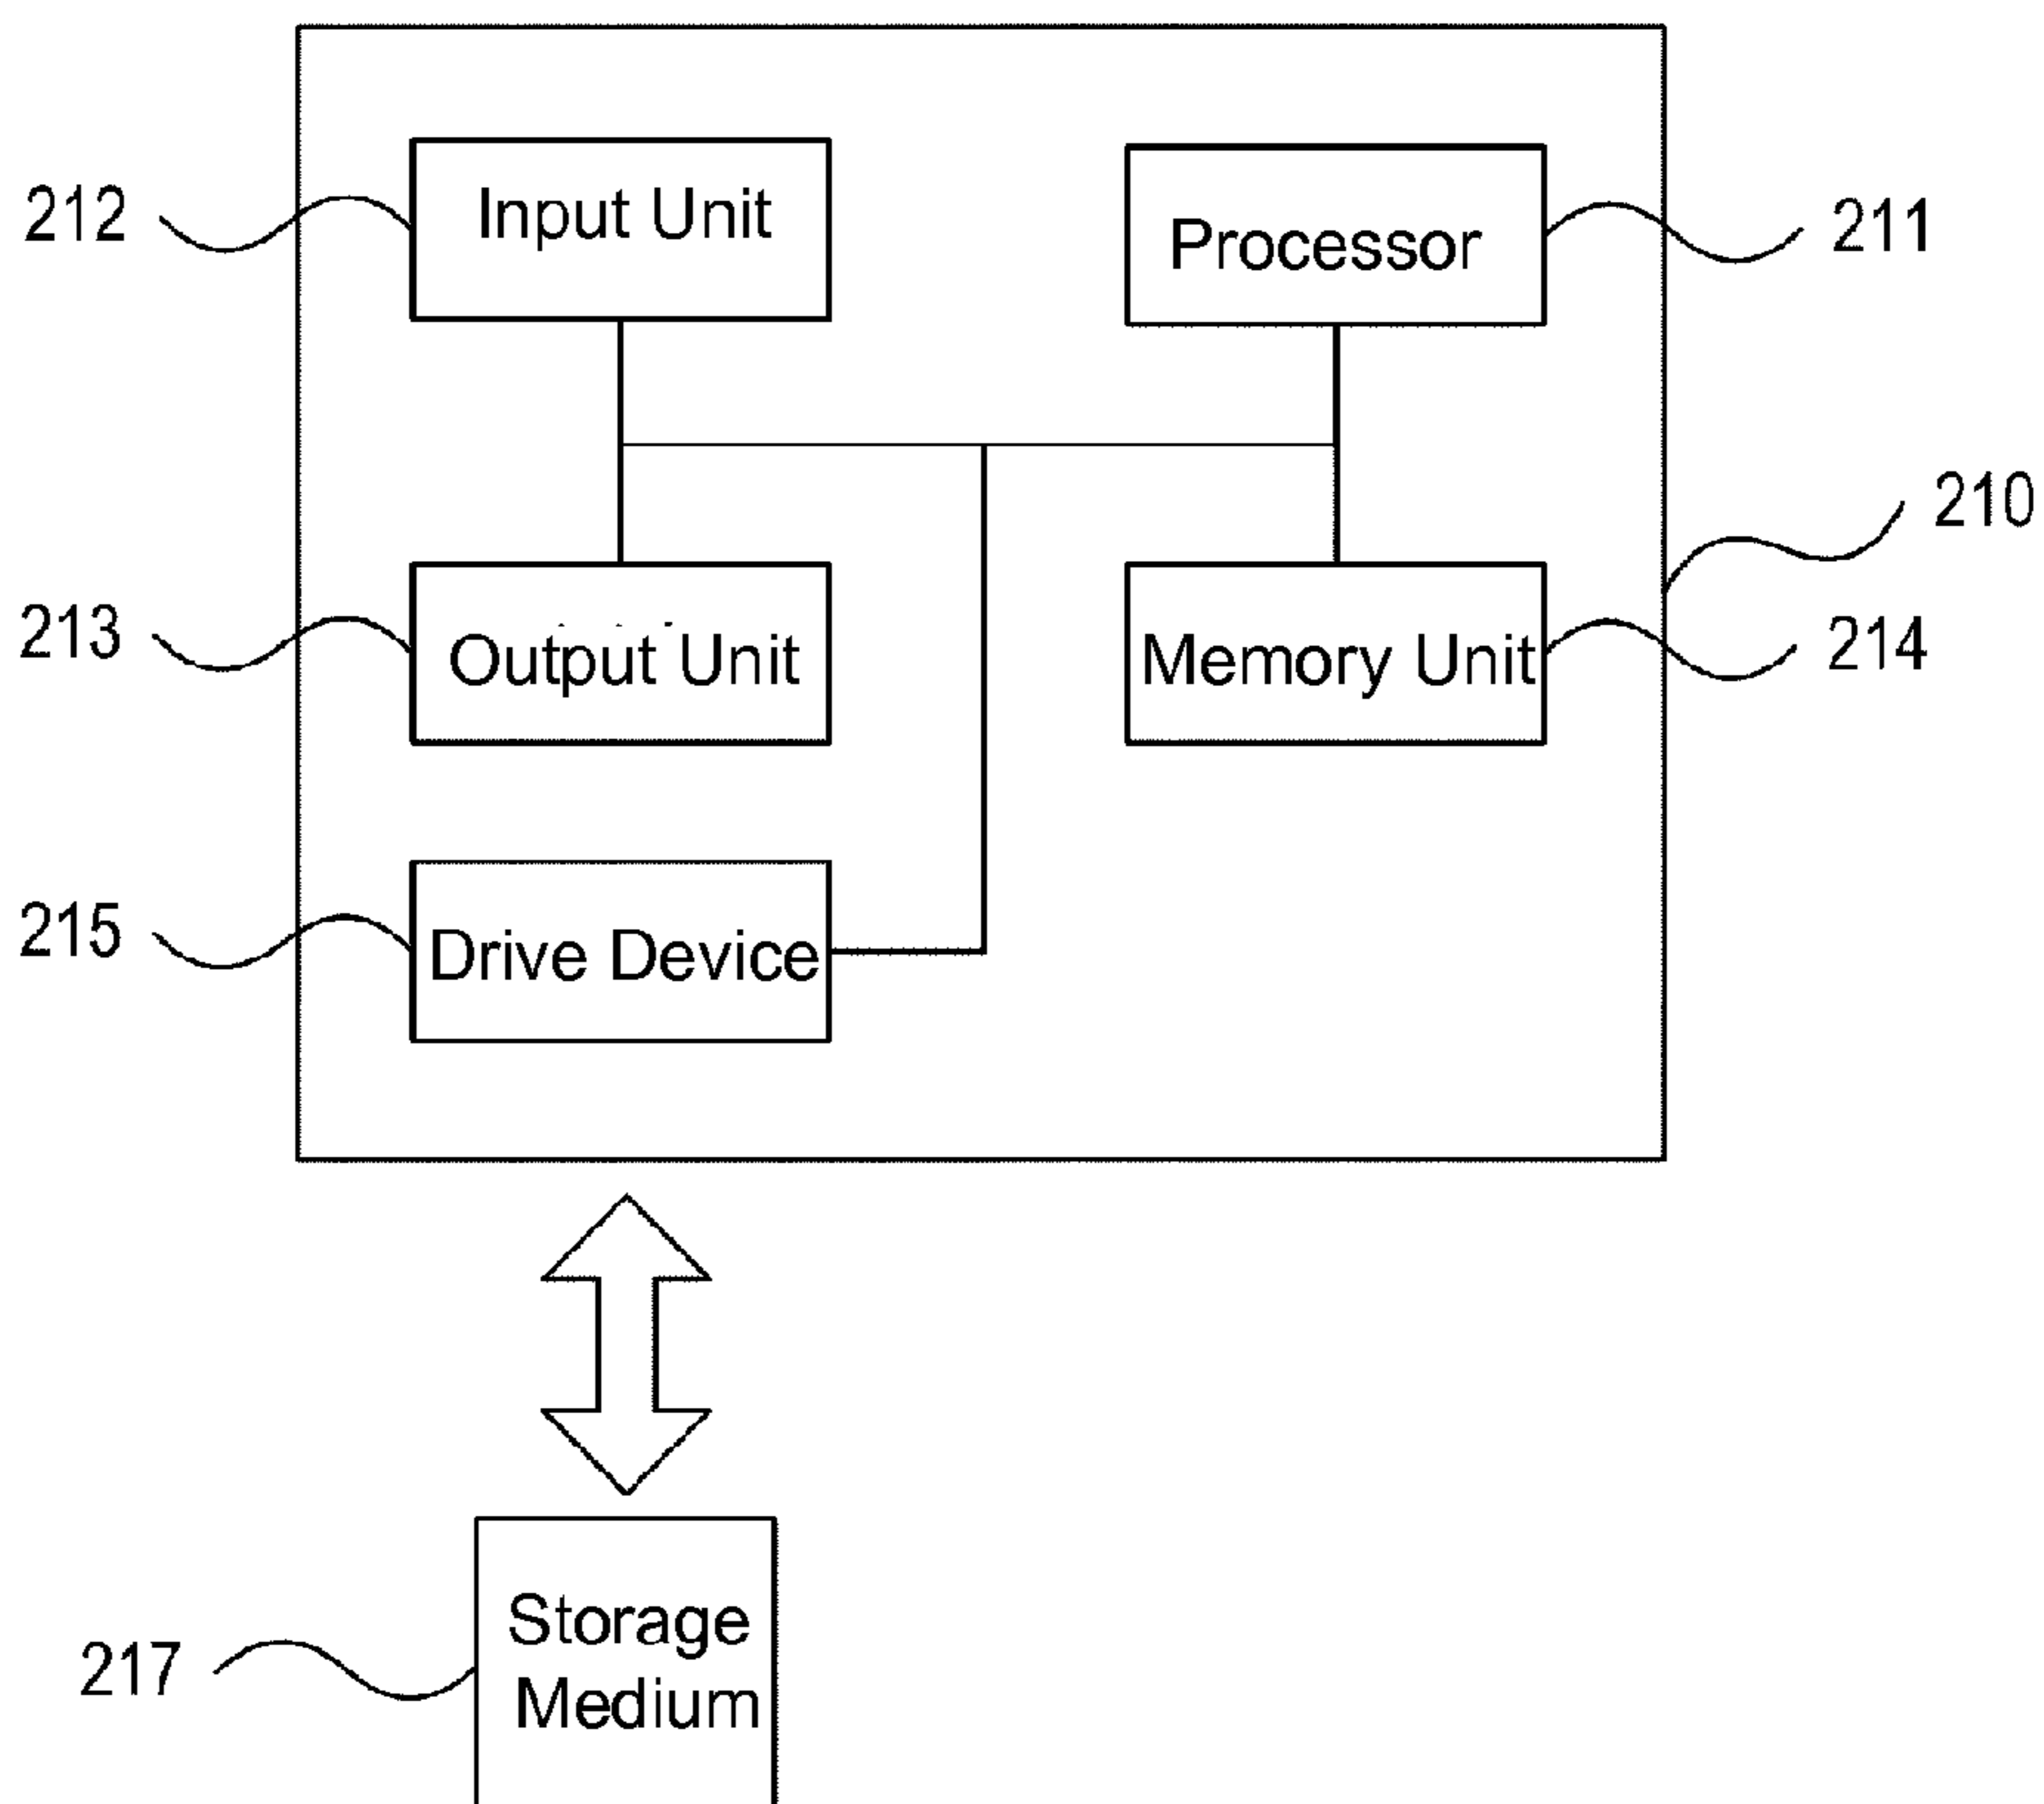 212
Input Unit
Processor
211
210
213
Output Unit
Memory Unit
214
215
Drive Device
217
Storage
Medium